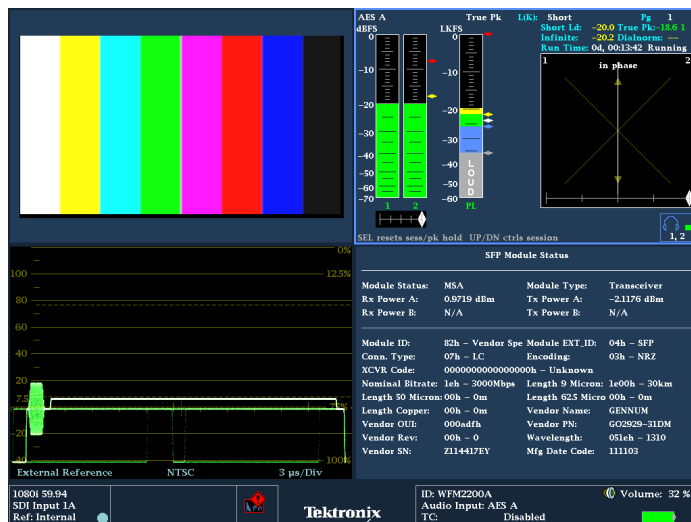 AES A True Pk L(K): Short Pg 1
dBFS LKFS Short Ld: -20.0 True Pk:-18.6 1
Infinite: -20.2 Dialnorm: --
Run Time: 0d, 00:13:42 Running
0 0
-10 -10
-20 -20
-30 -30
-40 -40
-50 -50
-60
-70 -60
LOUD
1 2 PL
1 in phase 2
SEL resets sess/pk hold UP/DN ctrls session
1, 2
0%
100 12.5%
80
60
40
20
7.5
-20
100%
External Reference NTSC 3 µs/Div
SFP Module Status
Module Status: MSA Module Type: Transceiver
Rx Power A: 0.9719 dBm Tx Power A: -2.1176 dBm
Rx Power B: N/A Tx Power B: N/A
Module ID: 82h - Vendor Spe Module EXT_ID: 04h - SFP
Conn. Type: 07h - LC Encoding: 03h - NRZ
XCVR Code: 0000000000000000h - Unknown
Nominal Bitrate: 1eh - 3000Mbps Length 9 Micron: 1e00h - 30km
Length 50 Micron: 00h - 0m Length 62.5 Micro 00h - 0m
Length Copper: 00h - 0m Vendor Name: GENNUM
Vendor OUI: 000adfh Vendor PN: GO2929-31DM
Vendor Rev: 00h - 0 Wavelength: 051eh - 1310
Vendor SN: Z114417EY Mfg Date Code: 111103
1080i 59.94
SDI Input 1A
Ref: Internal
Tektronix
ID: WFM2200A Volume: 32 %
Audio Input: AES A
TC: Disabled